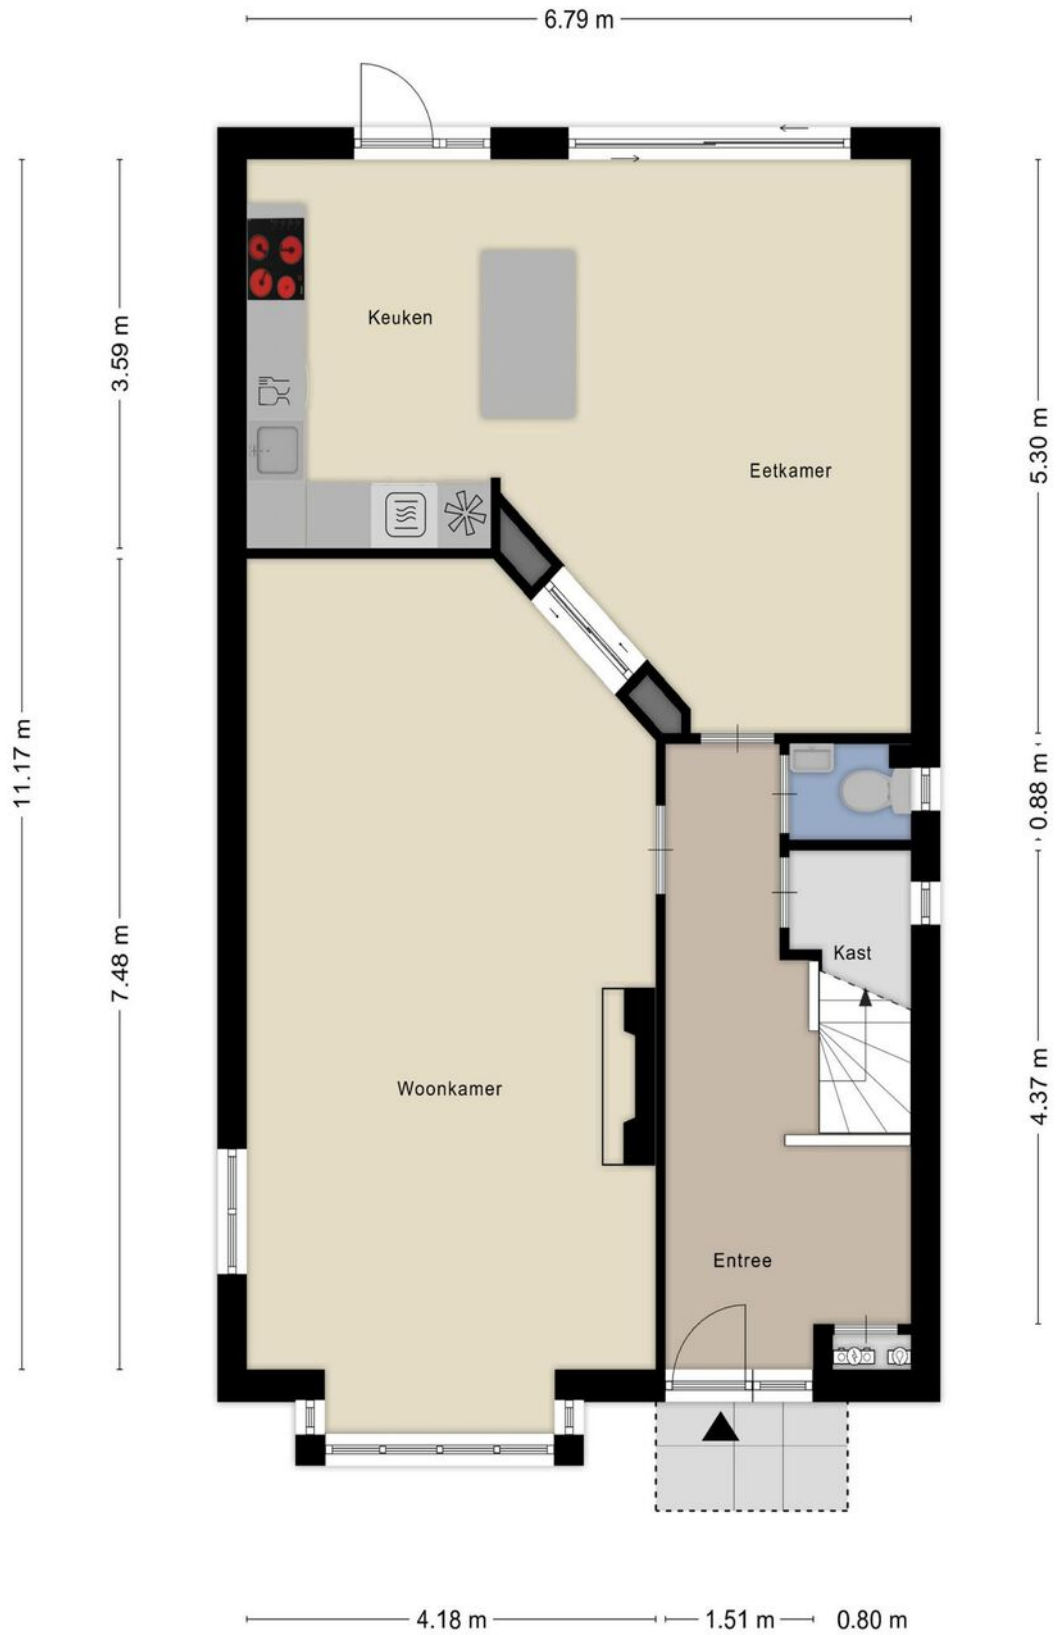 6.79 m
Keuken
3.59 m
5.30 m
Eetkamer
11.17 m
0.88 m
7.48 m
Kast
4.37 m
Woonkamer
Entree
4.18 m
1.51 m
0.80 m